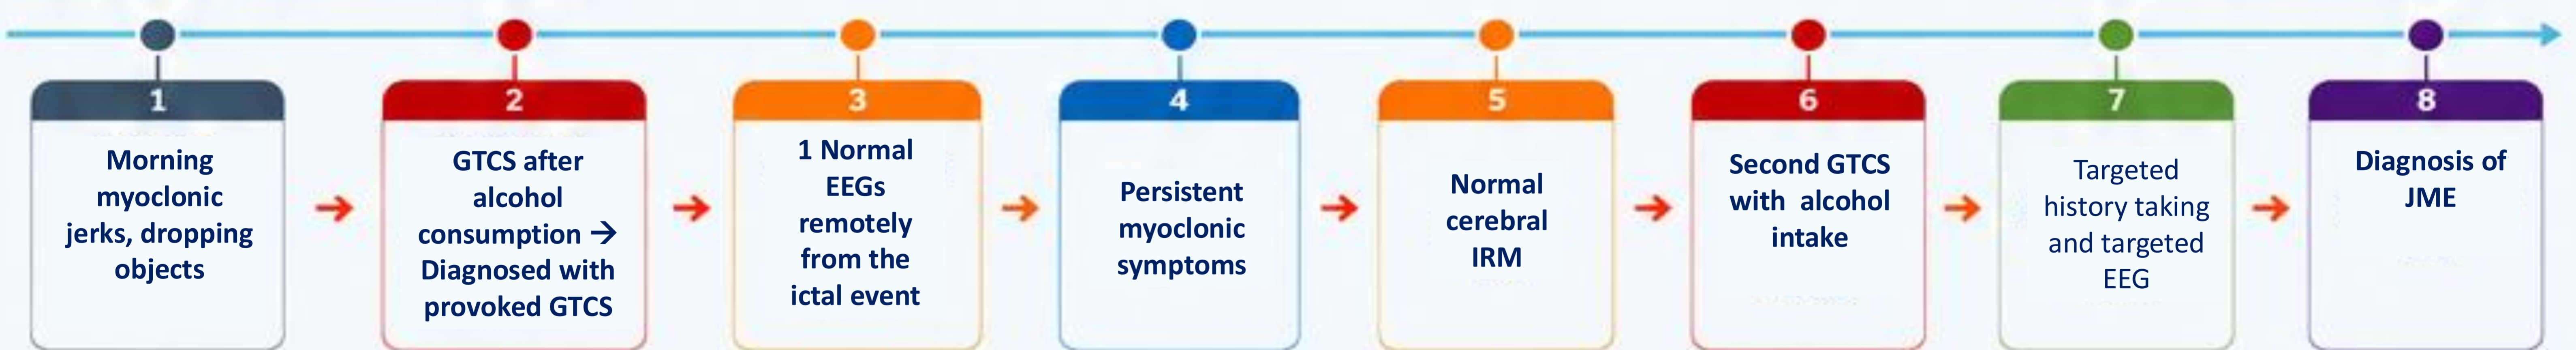 1
Morning
myoclonic
jerks, dropping
objects
2
GTCS after
alcohol
consumption →
Diagnosed with
provoked GTCS
3
1 Normal
EEGs
remotely
from the
ictal event
4
Persistent
myoclonic
symptoms
5
Normal
cerebral
IRM
6
Second GTCS
with alcohol
intake
7
Targeted
history taking
and targeted
EEG
8
Diagnosis of
JME